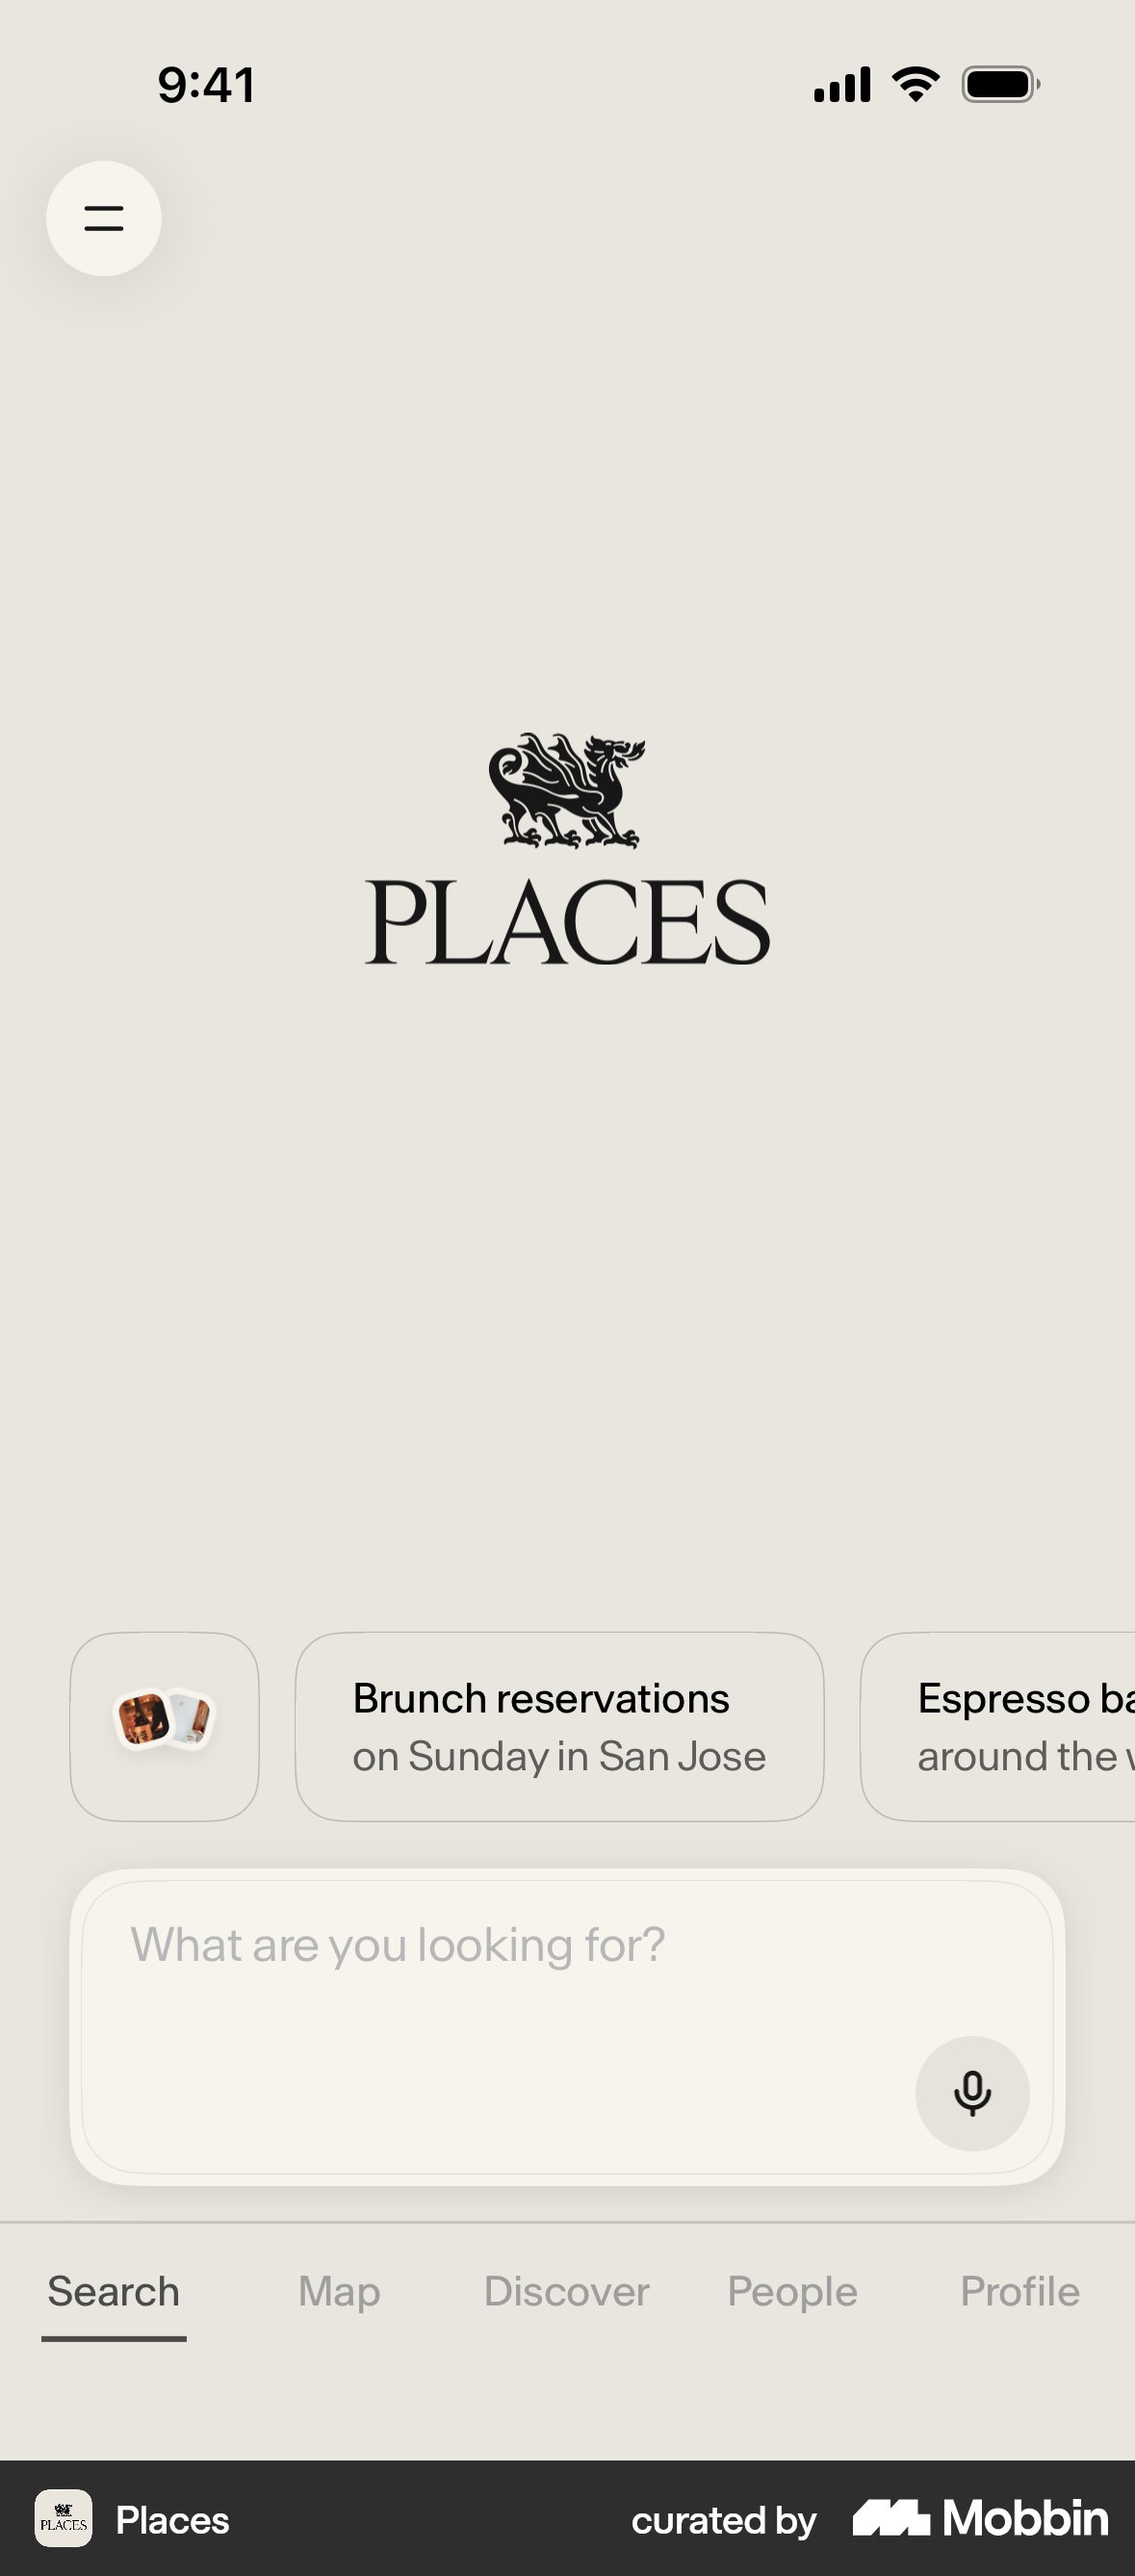 9:41
PLACES
Brunch reservations
on Sunday in San Jose
Espresso ba
around the w
What are you looking for?
Search
Map
Discover
People
Profile
PLACES
Places
curated by
Mobbin